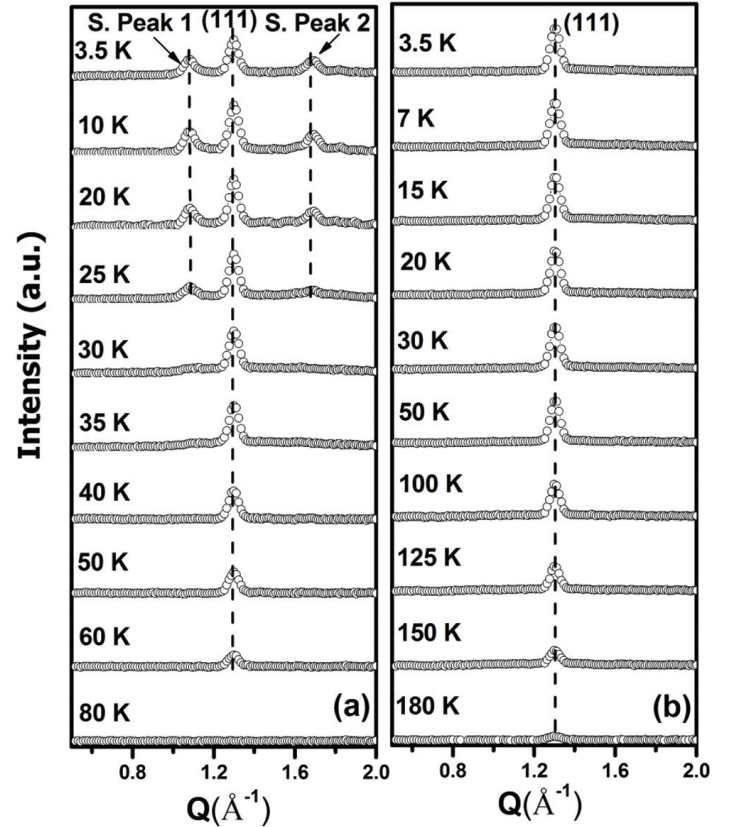 S. Peak 1 (111) S. Peak 2
3.5 K
10 K
20 K
25 K
30 K
35 K
40 K
50 K
60 K
80 K
(a)
0.8 1.2 1.6 2.0
Q(Å-1)
Intensity (a.u.)
(111)
3.5 K
7 K
15 K
20 K
30 K
50 K
100 K
125 K
150 K
180 K
(b)
0.8 1.2 1.6 2.0
Q(Å-1)